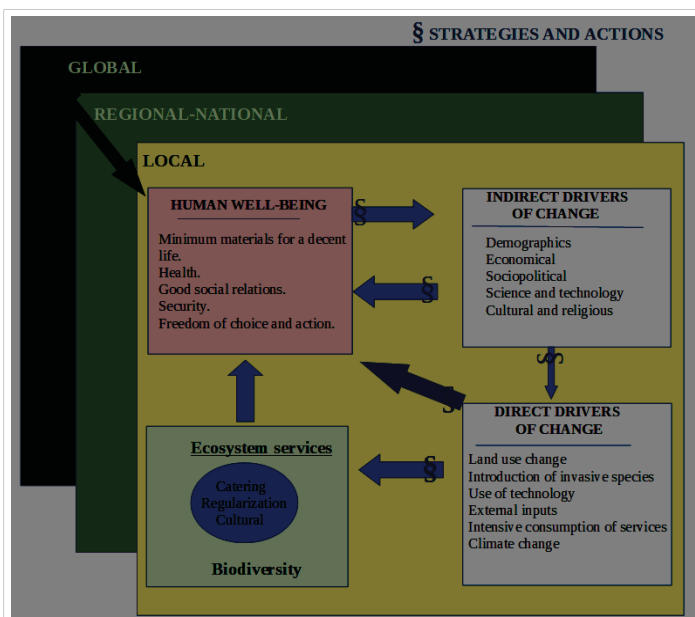 § STRATEGIES AND ACTIONS
GLOBAL
REGIONAL-NATIONAL
LOCAL
HUMAN WELL-BEING
Minimum materials for a decent
life.
Health.
Good social relations.
Security.
Freedom of choice and action.
§
§
INDIRECT DRIVERS
OF CHANGE
Demographics
Economical
Sociopolitical
Science and technology
Cultural and religious
§
§
DIRECT DRIVERS
OF CHANGE
Land use change
Introduction of invasive species
Use of technology
External inputs
Intensive consumption of services
Climate change
§
Ecosystem services
Catering
Regularization
Cultural
Biodiversity